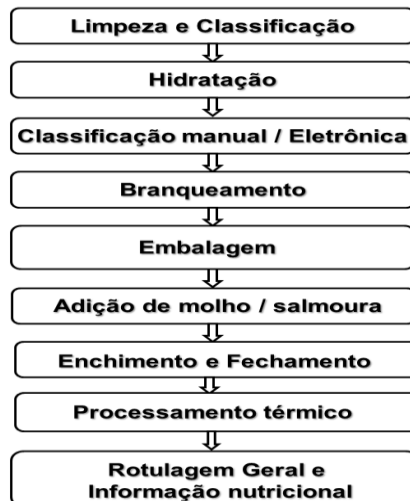 Limpeza e Classificação
Hidratação
Classificação manual / Eletrônica
Branqueamento
Embalagem
Adição de molho / salmoura
Enchimento e Fechamento
Processamento térmico
Rotulagem Geral e
Informação nutricional